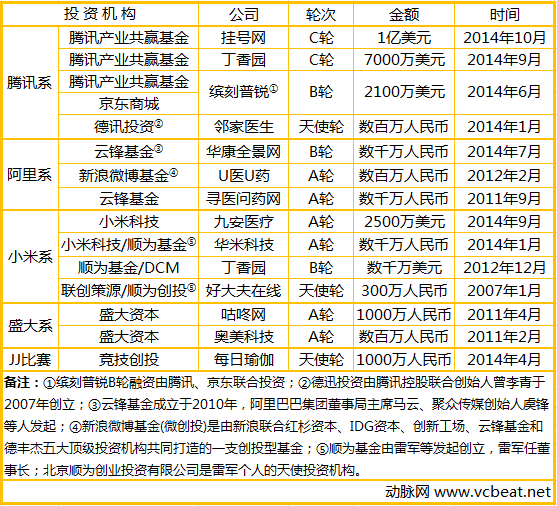 投资机构 公司 轮次 金额 时间
腾讯系 腾讯产业共赢基金 挂号网 C轮 1亿美元 2014年10月
腾讯产业共赢基金 丁香园 C轮 7000万美元 2014年9月
腾讯产业共赢基金 京东商城 缤刻普锐① B轮 2100万美元 2014年6月
德讯投资② 邻家医生 天使轮 数百万人民币 2014年1月
阿里系 云锋基金③ 华康全景网 B轮 数千万人民币 2014年7月
新浪微博基金④ U医U药 A轮 数百万人民币 2012年2月
云锋基金 寻医问药网 A轮 数千万人民币 2011年9月
小米系 小米科技 九安医疗 A轮 2500万美元 2014年9月
小米科技/顺为基金⑤ 华米科技 A轮 数千万人民币 2014年1月
顺为基金/DCM 丁香园 B轮 数千万美元 2012年12月
联创策源/顺为创投⑤ 好大夫在线 天使轮 300万人民币 2007年1月
盛大系 盛大资本 咕咚网 A轮 1000万人民币 2011年4月
盛大资本 奥美科技 A轮 数百万人民币 2011年2月
JJ比赛 竞技创投 每日瑜伽 天使轮 1000万人民币 2014年4月
备注：①缤刻普锐B轮融资由腾讯、京东联合投资；②德迅投资由腾讯控股联合创始人曾李青于
2007年创立；③云锋基金成立于2010年，阿里巴巴集团董事局主席马云、聚众传媒创始人虞锋
等人发起；④新浪微博基金(微创投)是由新浪联合红杉资本、IDG资本、创新工场、云锋基金和
德丰杰五大顶级投资机构共同打造的一支创投型基金；⑤顺为基金由雷军等发起创立，雷军任董
事长；北京顺为创业投资有限公司是雷军个人的天使投资机构。
动脉网 www.vcbeat.net